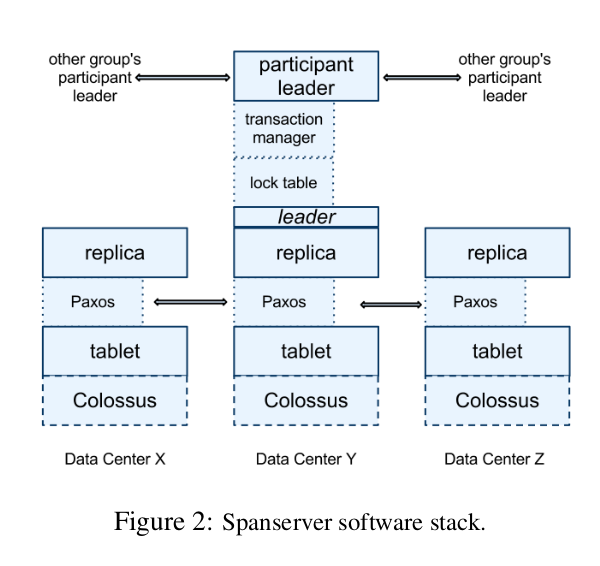 other group's
participant
leader
participant
leader
other group's
participant
leader
transaction
manager
lock table
leader
replica
replica
replica
Paxos
Paxos
Paxos
tablet
tablet
tablet
Colossus
Colossus
Colossus
Data Center X
Data Center Y
Data Center Z
Figure 2: Spanserver software stack.